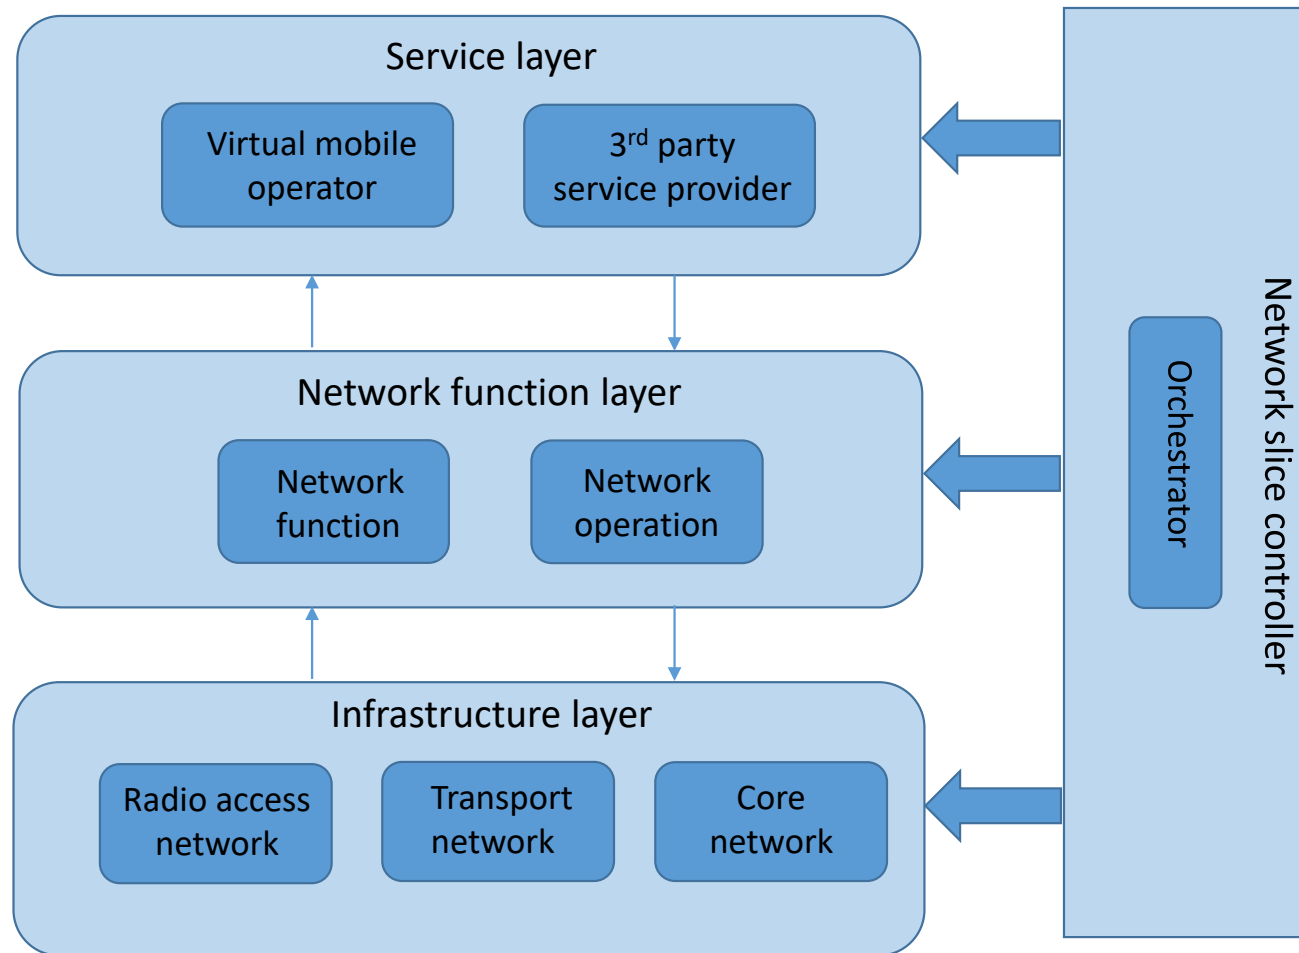 Service layer
Virtual mobile
operator
3rd party
service provider
Network function layer
Network
function
Network
operation
Infrastructure layer
Radio access
network
Transport
network
Core
network
Orchestrator
Network slice controller